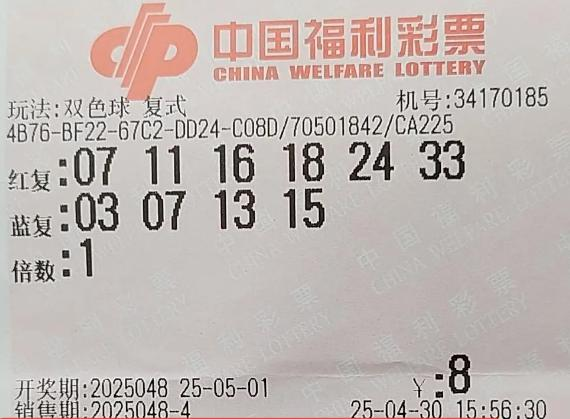 中国福利彩票
CHINA WELFARE LOTTERY
玩法:双色球 复式 机号:34170185
4B76-BF22-67C2-DD24-C08D/70501842/CA225
红复:07 11 16 18 24 33
蓝复:03 07 13 15
倍数:1
开奖期:2025048 25-05-01 ¥:8
销售期:2025048-4 25-04-30 15:56:30